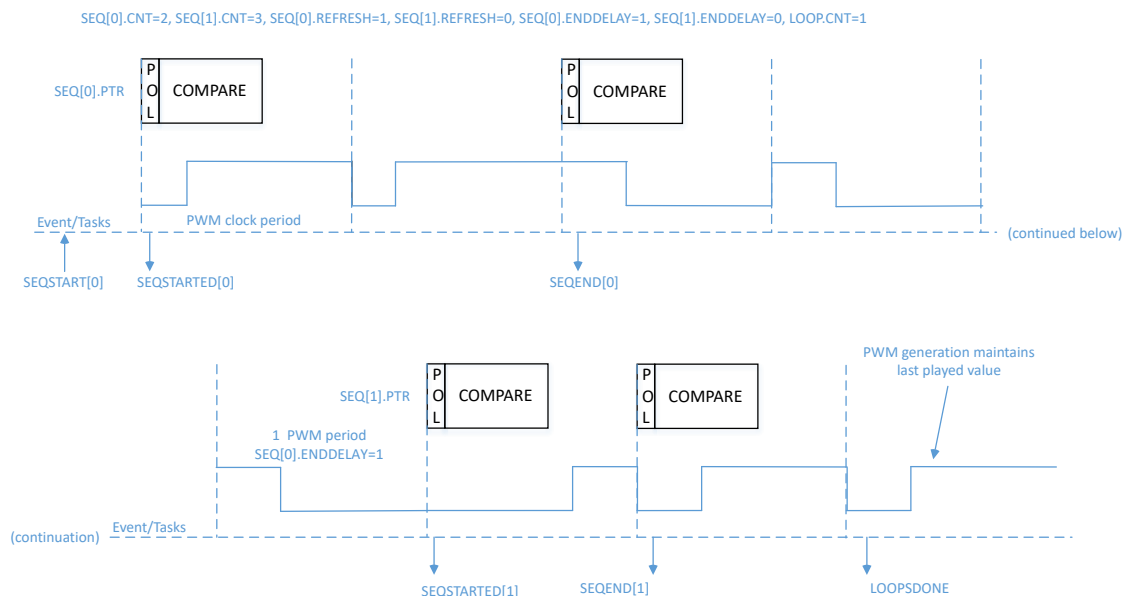 SEQ[0].CNT=2, SEQ[1].CNT=3, SEQ[0].REFRESH=1, SEQ[1].REFRESH=0, SEQ[0].ENDDELAY=1, SEQ[1].ENDDELAY=0, LOOP.CNT=1
SEQ[0].PTR
P
O
L
COMPARE
P
O
L
COMPARE
Event/Tasks
PWM clock period
(continued below)
SEQSTART[0]
SEQSTARTED[0]
SEQEND[0]
PWM generation maintains
last played value
SEQ[1].PTR
P
O
L
COMPARE
P
O
L
COMPARE
1 PWM period
SEQ[0].ENDDELAY=1
(continuation)
Event/Tasks
SEQSTARTED[1]
SEQEND[1]
LOOPSDONE